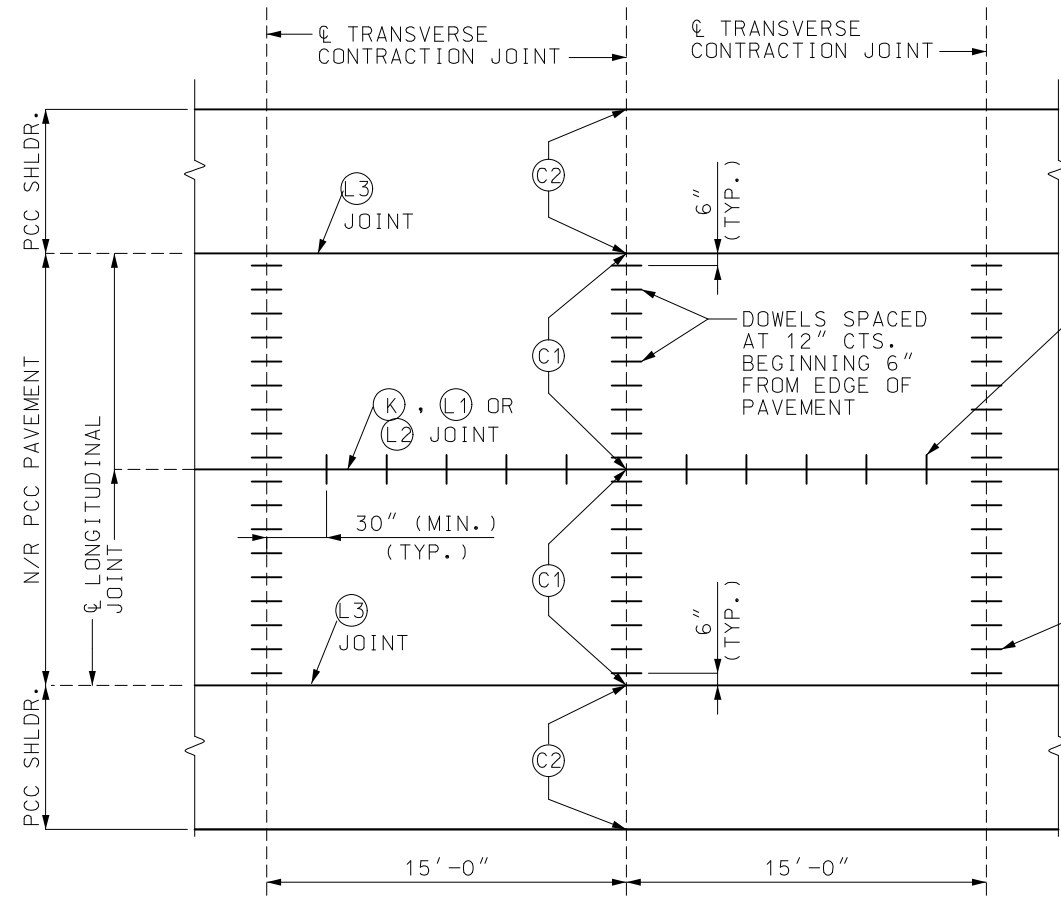 ℄ TRANSVERSE
CONTRACTION JOINT
℄ TRANSVERSE
CONTRACTION JOINT
PCC SHLDR.
C2
L3
JOINT
6"
(TYP.)
DOWELS SPACED
AT 12" CTS.
BEGINNING 6"
FROM EDGE OF
PAVEMENT
C1
K , L1 OR
L2 JOINT
N/R PCC PAVEMENT
℄ LONGITUDINAL
JOINT
30" (MIN.)
(TYP.)
C1
L3
JOINT
6"
(TYP.)
PCC SHLDR.
C2
15'-0"
15'-0"